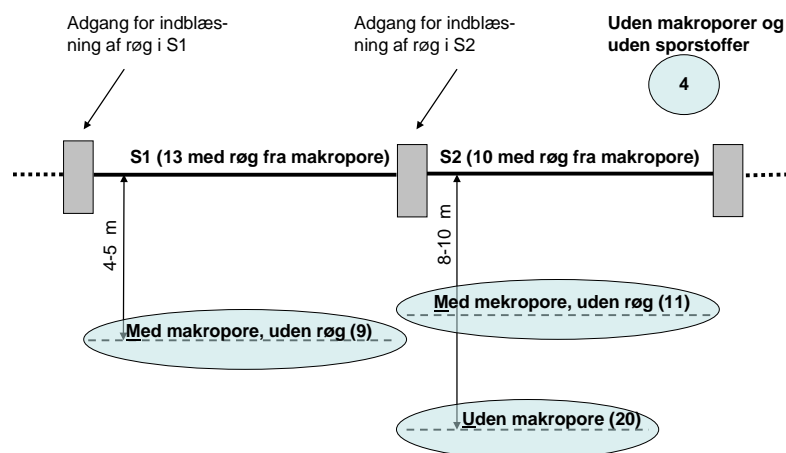 Adgang for indblæs-
ning af røg i S1
Adgang for indblæs-
ning af røg i S2
Uden makroporer og
uden sporstoffer
4
S1 (13 med røg fra makropore)
S2 (10 med røg fra makropore)
4-5 m
8-10 m
Med makropore, uden røg (9)
Med mekropore, uden røg (11)
Uden makropore (20)